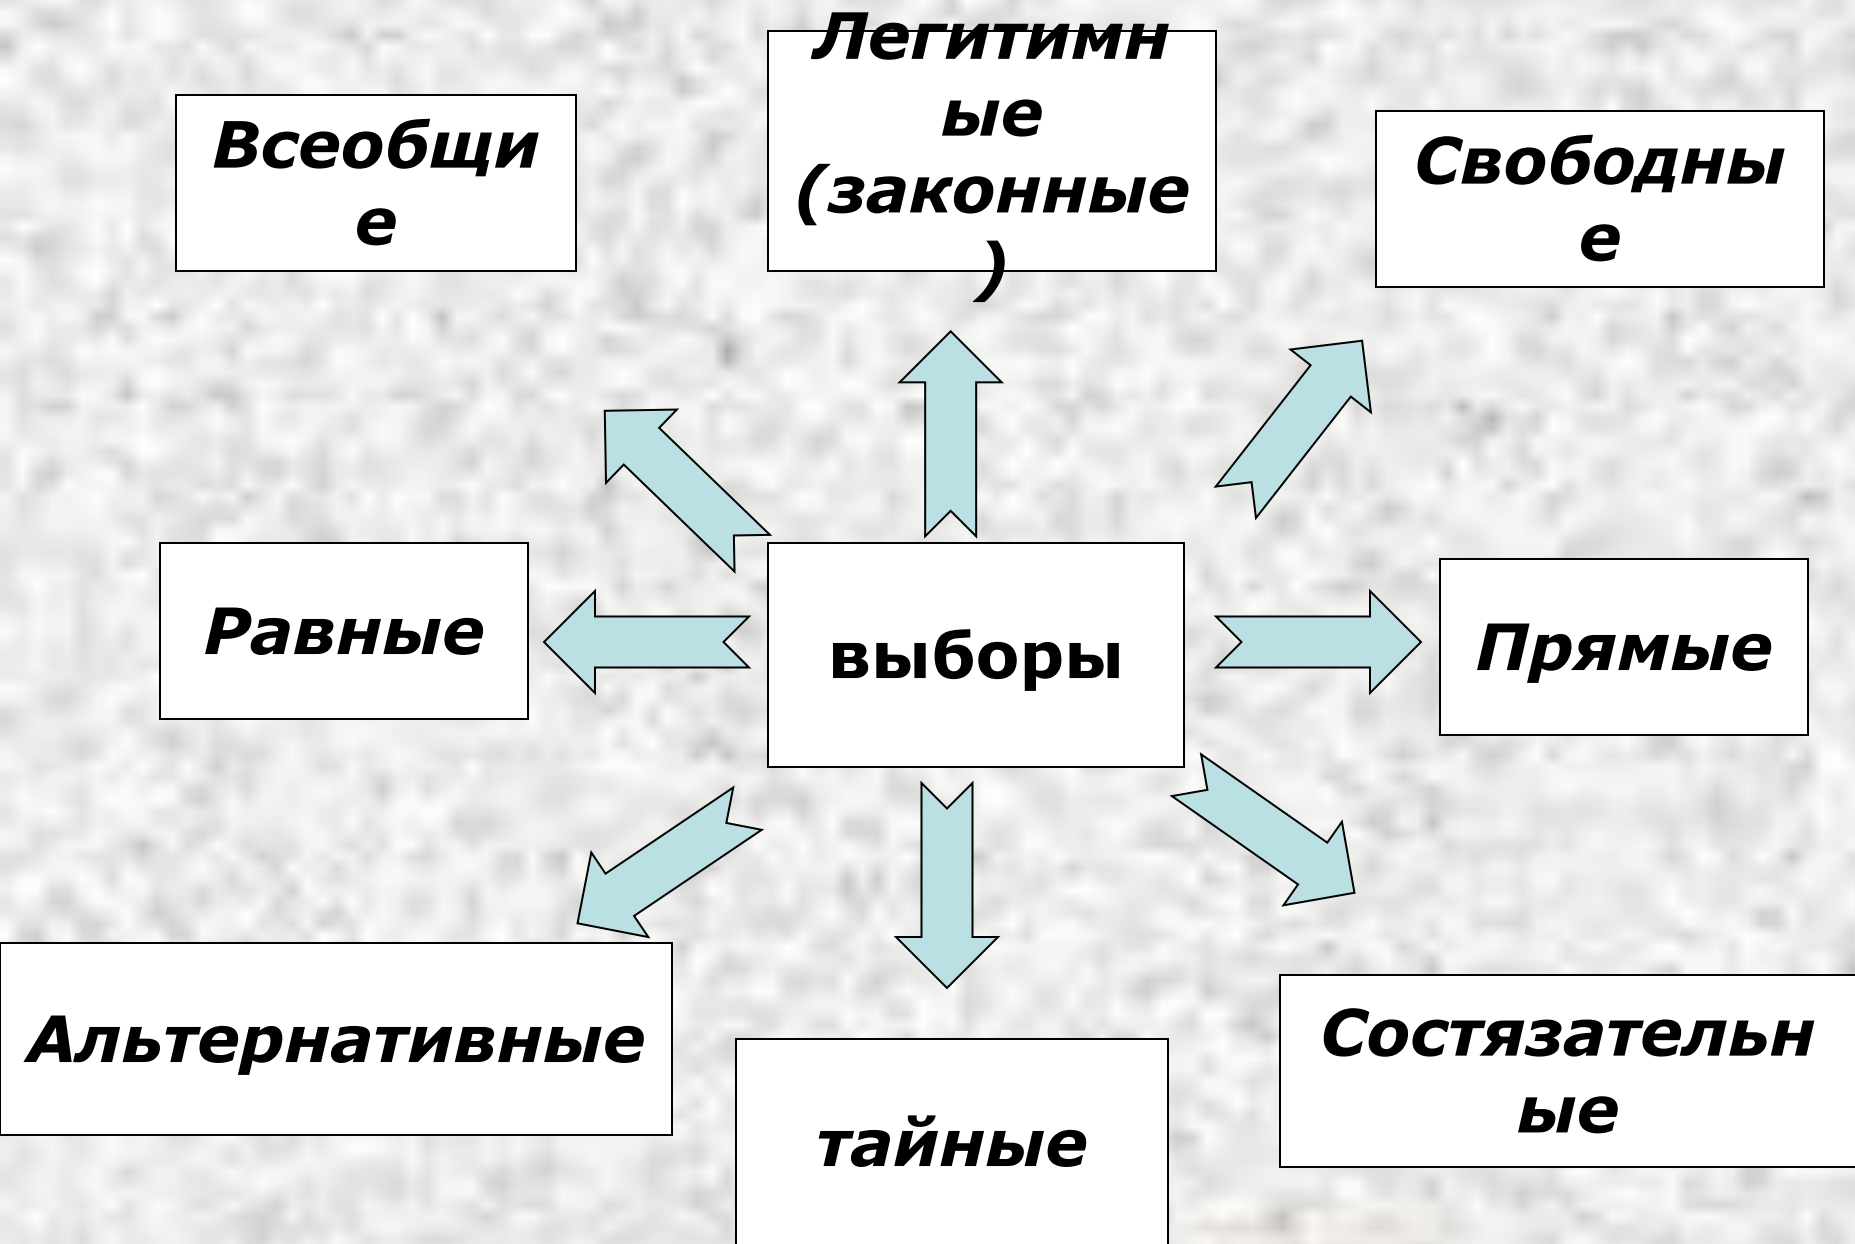 Легитимн
ые
(законные
)
Всеобщи
е
Свободны
е
Равные
выборы
Прямые
Альтернативные
тайные
Состязательн
ые